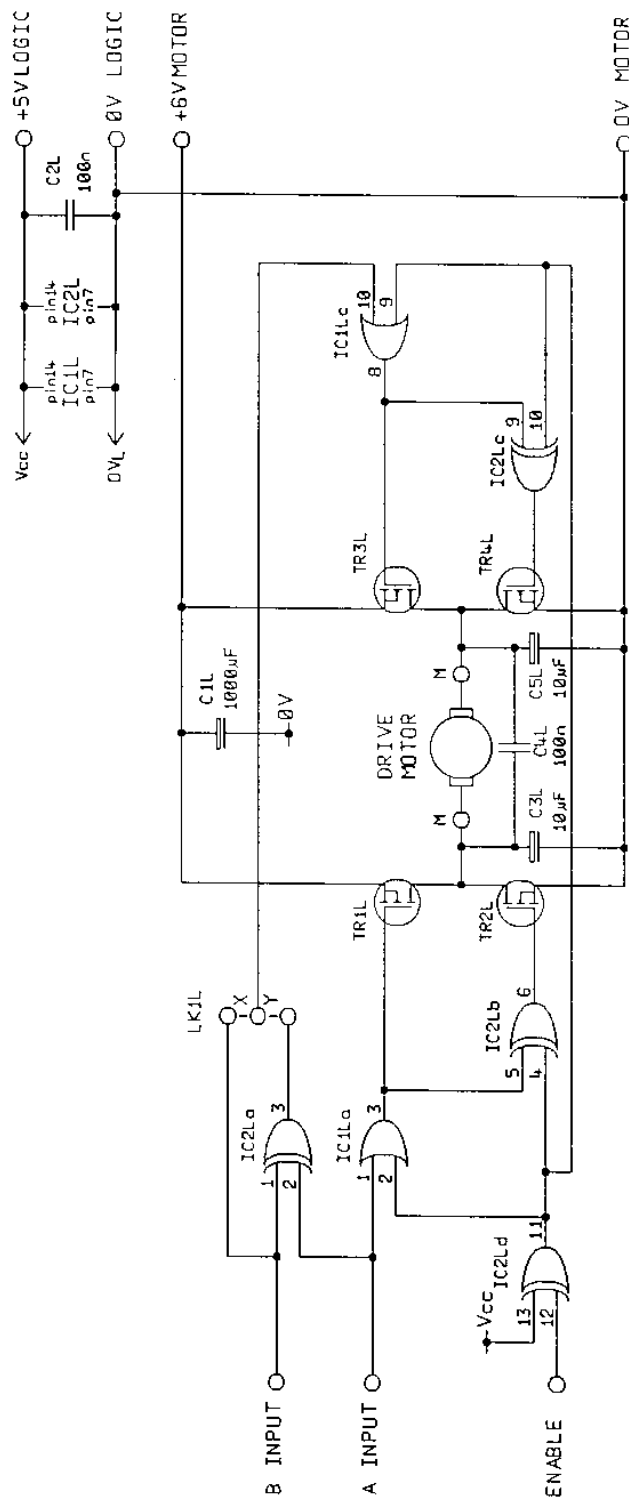 +5VLOGIC
0V LOGIC
+6VMOTOR
0V MOTOR
C2L
100n
pin14
IC2L
pin7
pin14
IC1L
pin7
Vcc
0VL
10
9
IC1Lc
8
9
10
IC2Lc
TR3L
TR4L
C1L
1000µF
0V
DRIVE
MOTOR
M
M
C5L
10µF
C4L
100n
C3L
10µF
TR1L
TR2L
LK1L
X
Y
IC2La
1
2
3
IC1La
1
2
3
IC2Lb
5
4
6
IC2Ld
13
12
11
Vcc
B INPUT
A INPUT
ENABLE